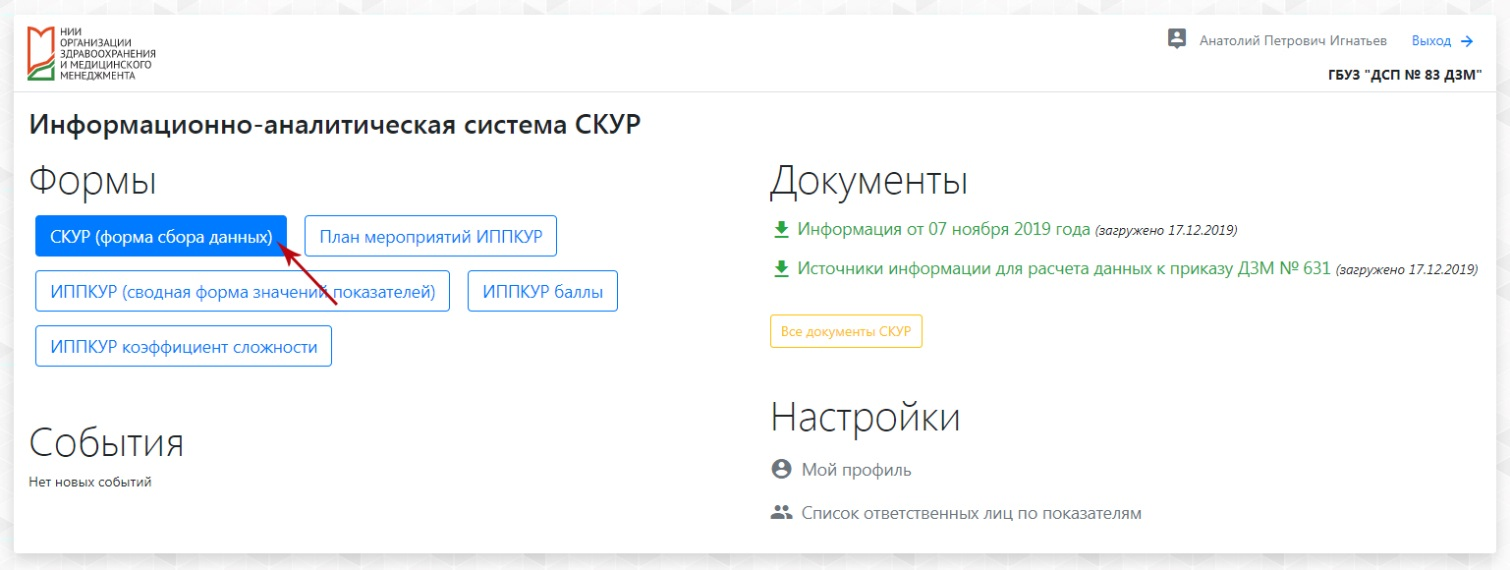 НИИ
ОРГАНИЗАЦИИ
ЗДРАВООХРАНЕНИЯ
И МЕДИЦИНСКОГО
МЕНЕДЖМЕНТА
Анатолий Петрович Игнатьев Выход
ГБУЗ "ДСП № 83 ДЗМ"
Информационно-аналитическая система СКУР
Формы
СКУР (форма сбора данных) План мероприятий ИППКУР
ИППКУР (сводная форма значений показателей) ИППКУР баллы
ИППКУР коэффициент сложности
События
Нет новых событий
Документы
Информация от 07 ноября 2019 года (загружено 17.12.2019)
Источники информации для расчета данных к приказу ДЗМ № 631 (загружено 17.12.2019)
Все документы СКУР
Настройки
Мой профиль
Список ответственных лиц по показателям